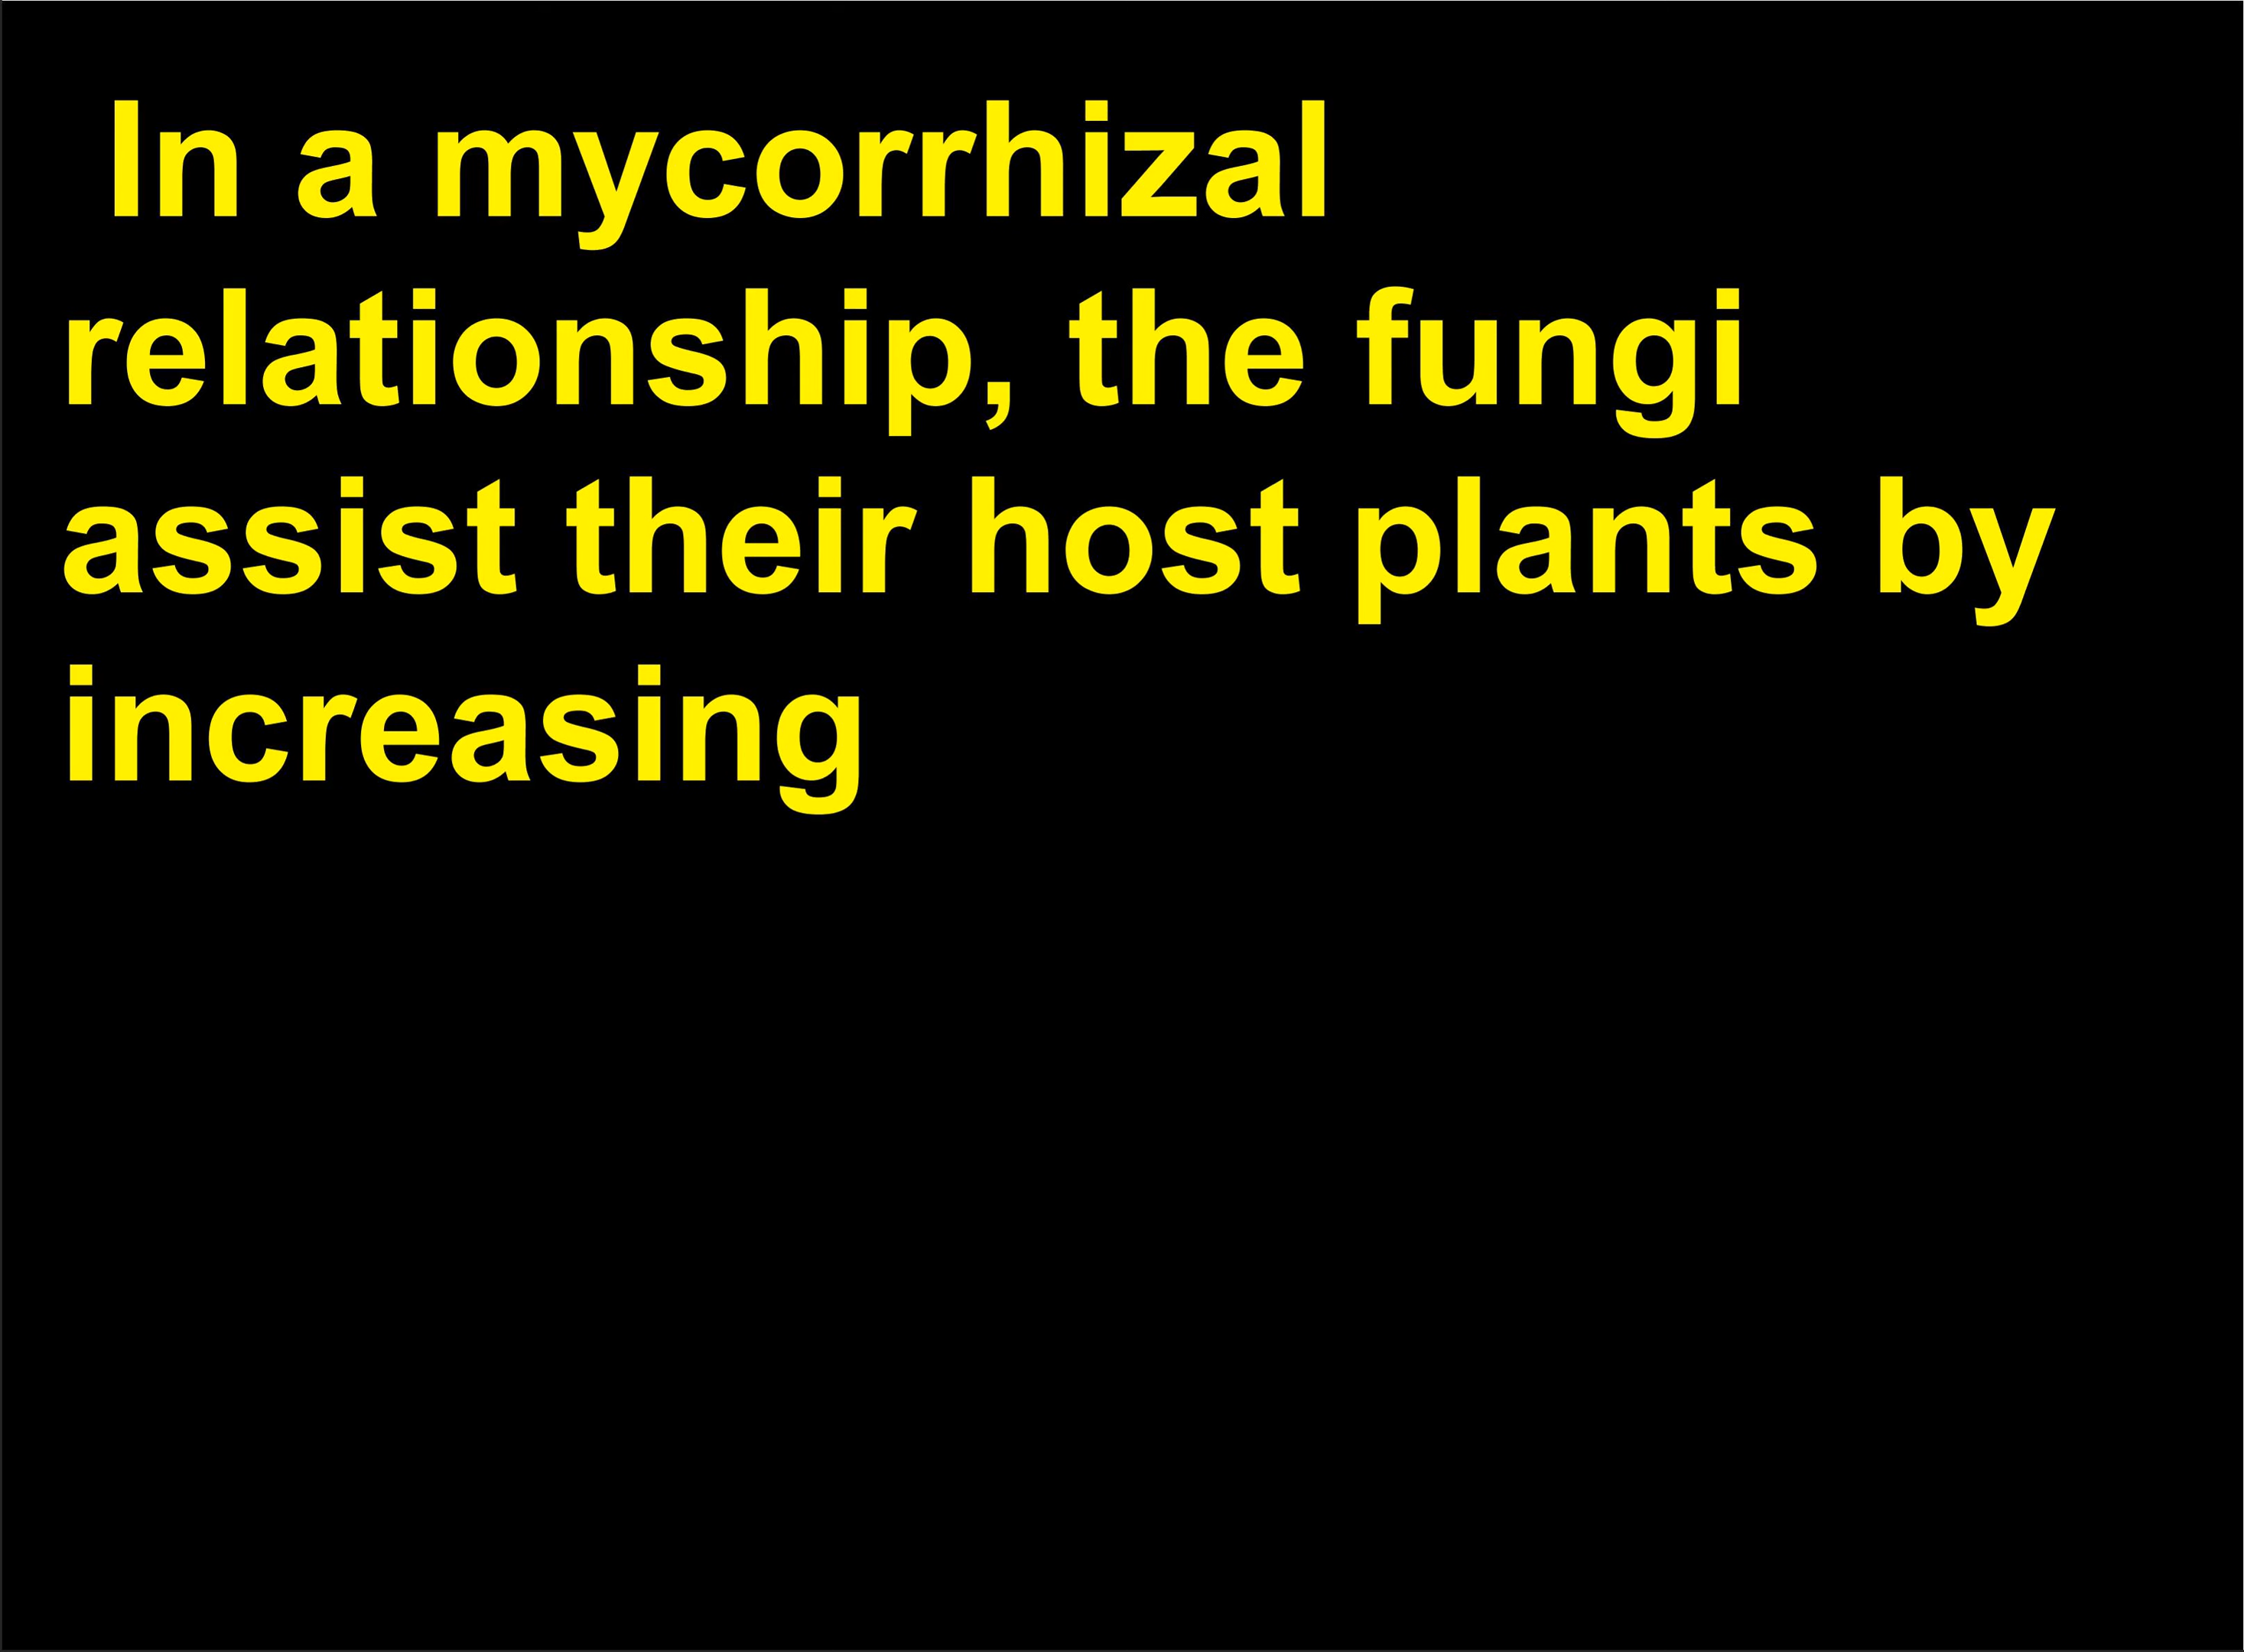 In a mycorrhizal
relationship, the fungi
assist their host plants by
increasing